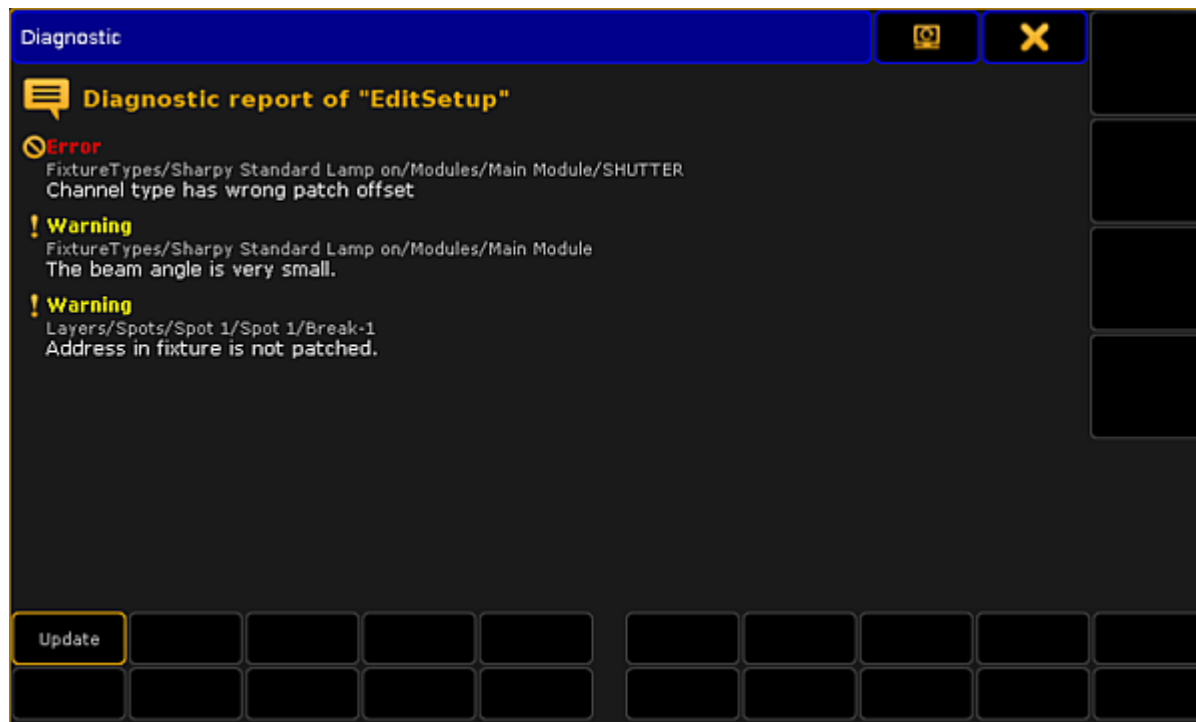 Diagnostic
Diagnostic report of "EditSetup"
Error
FixtureTypes/Sharpy Standard Lamp on/Modules/Main Module/SHUTTER
Channel type has wrong patch offset
Warning
FixtureTypes/Sharpy Standard Lamp on/Modules/Main Module
The beam angle is very small.
Warning
Layers/Spots/Spot 1/Spot 1/Break-1
Address in fixture is not patched.
Update